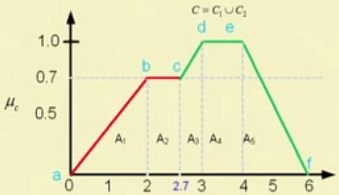 C = C₁ ∪ C₂
d e
1.0
b c
0.7
μc
0.5
A₁ A₂ A₃ A₄ A₅
a f
0 1 2 2.7 3 4 5 6